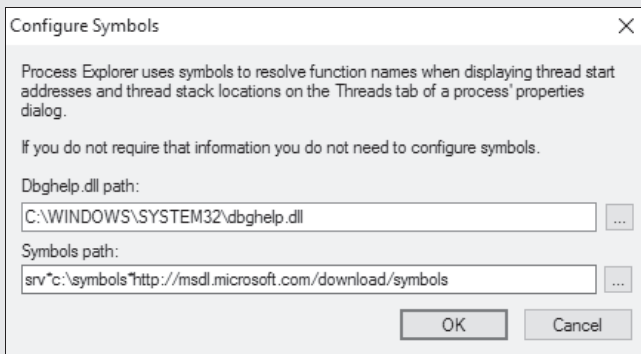 Configure Symbols
Process Explorer uses symbols to resolve function names when displaying thread start
addresses and thread stack locations on the Threads tab of a process' properties
dialog.
If you do not require that information you do not need to configure symbols.
Dbghelp.dll path:
C:\WINDOWS\SYSTEM32\dbghelp.dll
...
Symbols path:
srv*c:\symbols*http://msdl.microsoft.com/download/symbols
...
OK
Cancel